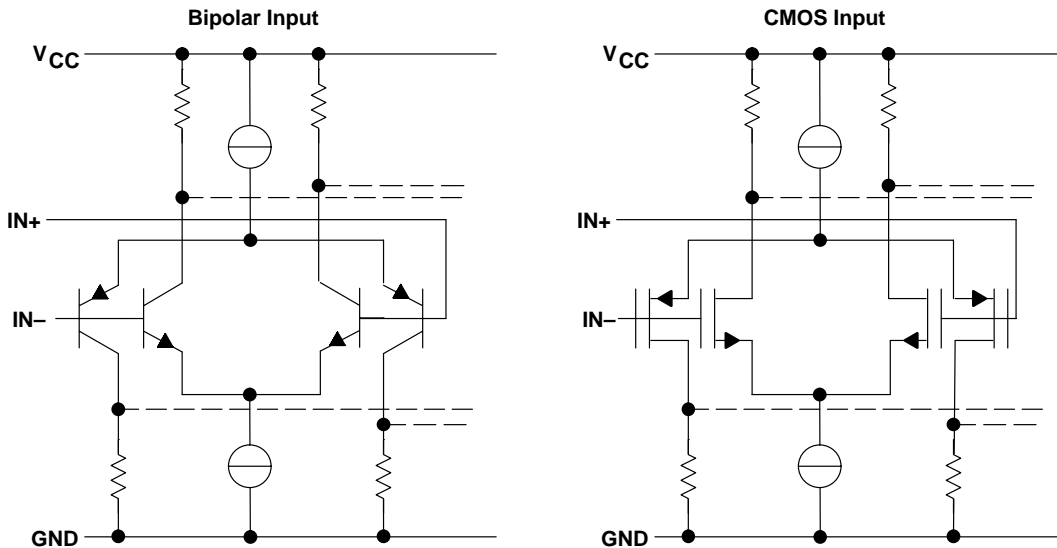 Bipolar Input
CMOS Input
VCC
VCC
IN+
IN+
IN–
IN–
GND
GND